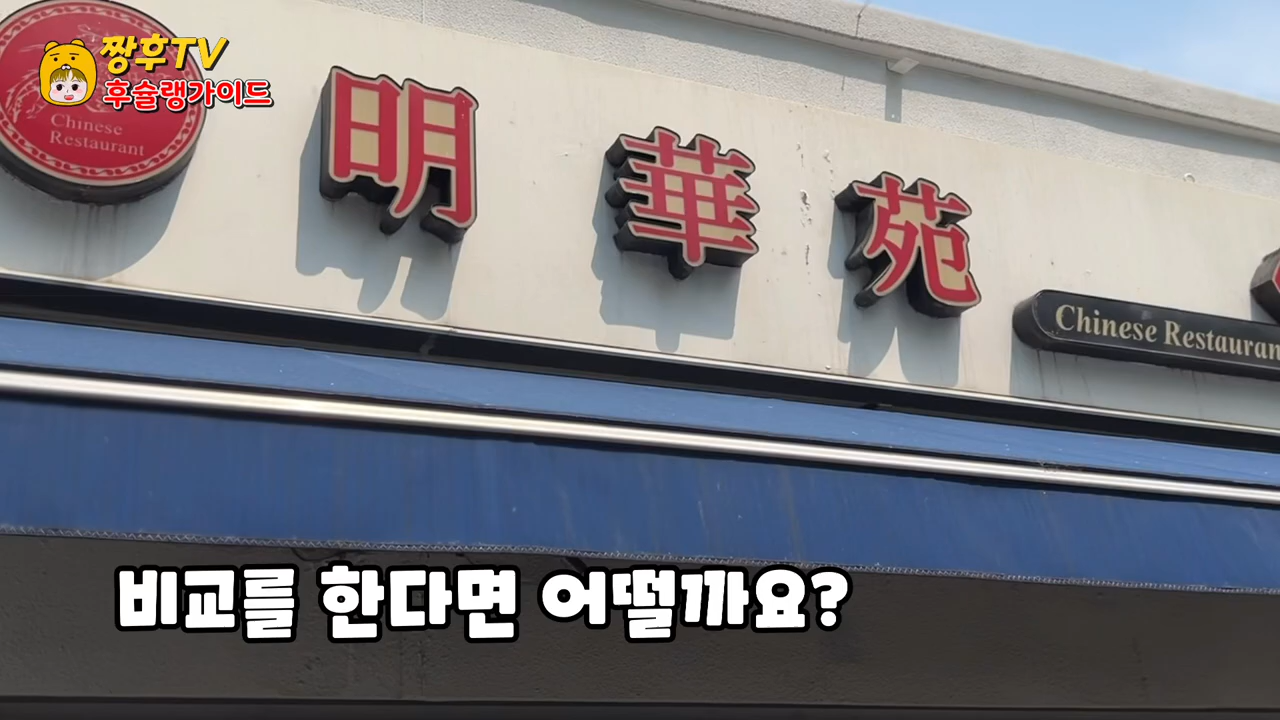 짱후TV
후슐랭가이드
Chinese
Restaurant
明華苑
Chinese Restauran
비교를 한다면 어떨까요?